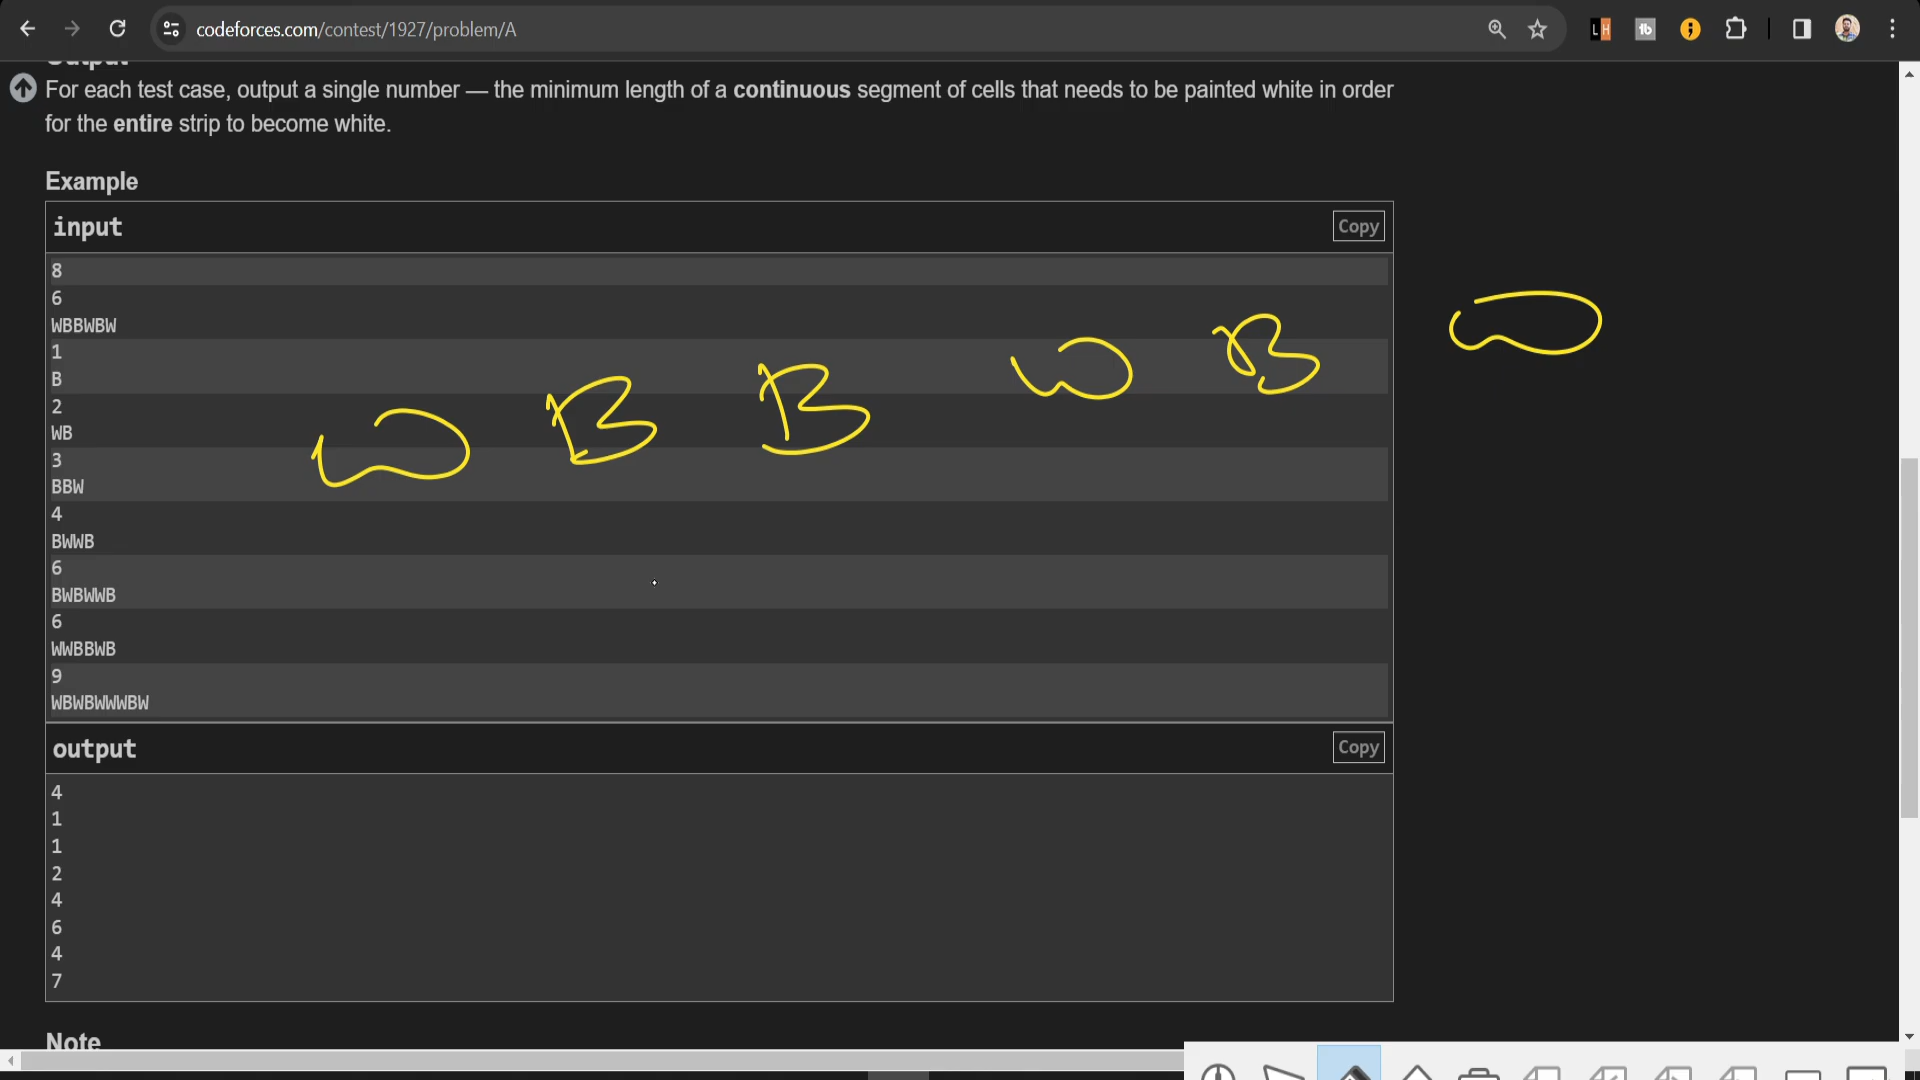 codeforces.com/contest/1927/problem/A
Output
For each test case, output a single number — the minimum length of a continuous segment of cells that needs to be painted white in order
for the entire strip to become white.
Example
input
Copy
8
6
WBBWBW
1
B
2
WB
3
BBW
4
BWWB
6
BWBWWB
6
WWBBWB
9
WBWBWWWBW
W B B W B W
output
Copy
4
1
1
2
4
6
4
7
Note